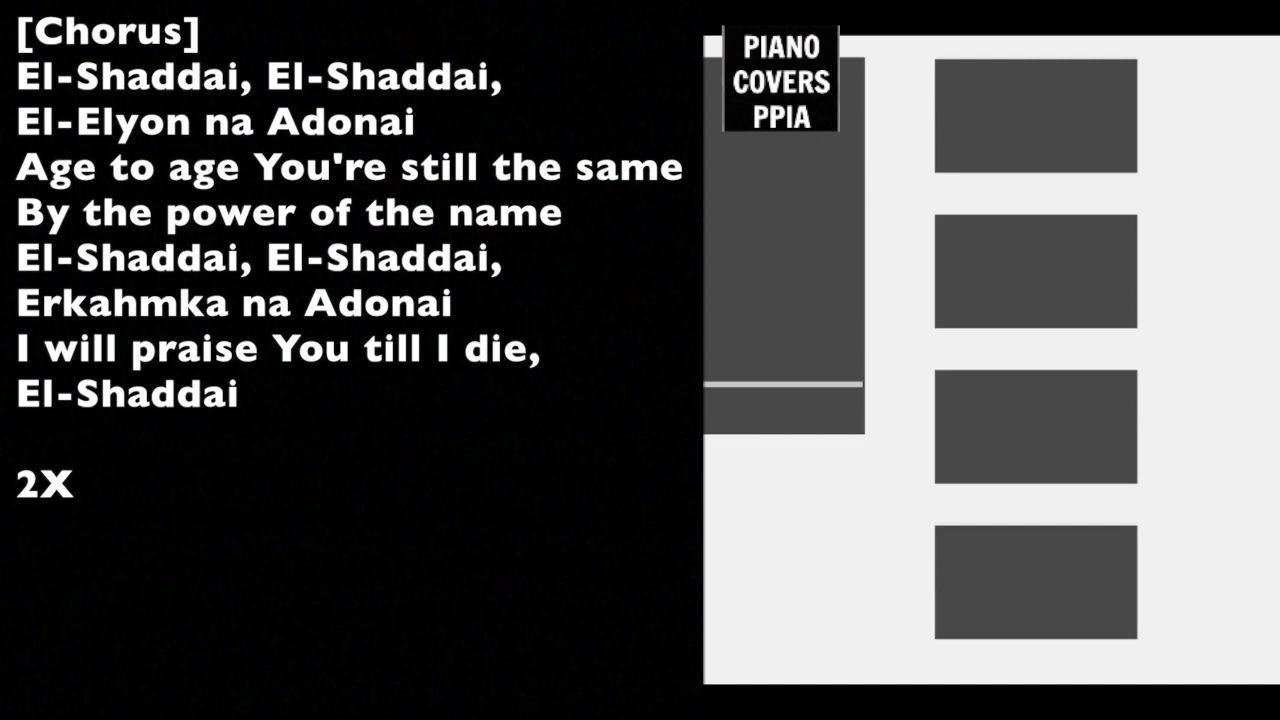 [Chorus]
El-Shaddai, El-Shaddai,
El-Elyon na Adonai
Age to age You're still the same
By the power of the name
El-Shaddai, El-Shaddai,
Erkahmka na Adonai
I will praise You till I die,
El-Shaddai
2X
PIANO
COVERS
PPIA